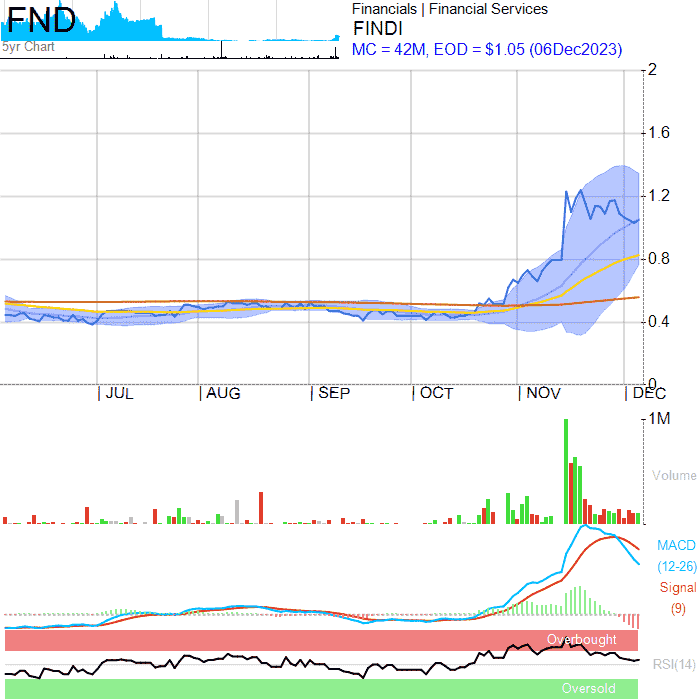 FND
5yr Chart
Financials | Financial Services
FINDI
MC = 42M, EOD = $1.05 (06Dec2023)
2
1.6
1.2
0.8
0.4
0
JUL AUG SEP OCT NOV DEC
1M
Volume
MACD
(12-26)
Signal
(9)
Overbought
RSI(14)
Oversold